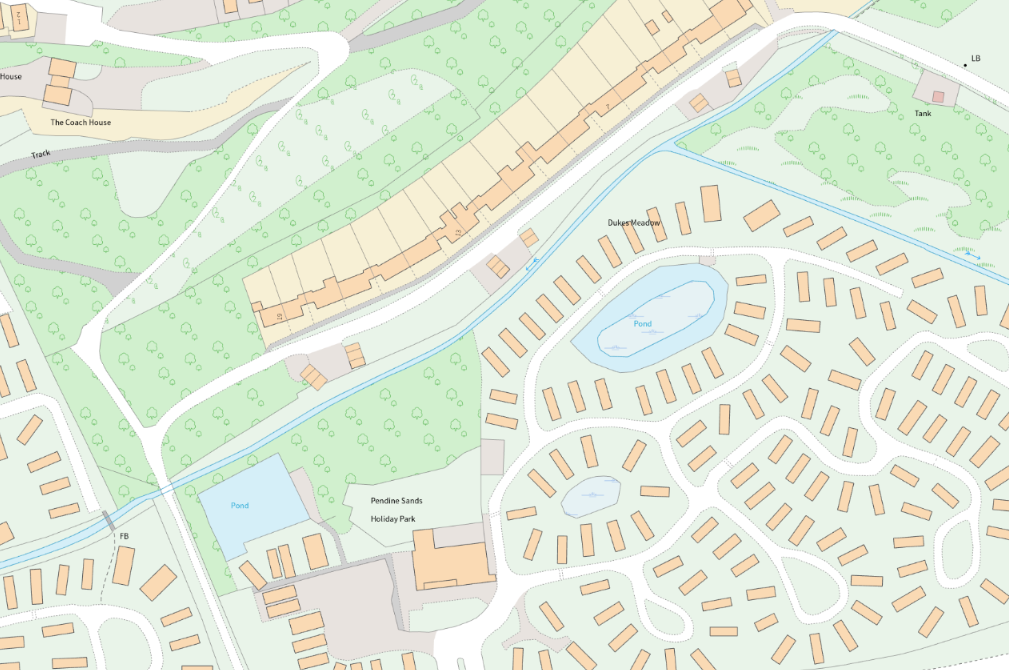 LB
House
Tank
The Coach House
Track
Dukes Meadow
Pond
Pendine Sands
Pond
Holiday Park
FB